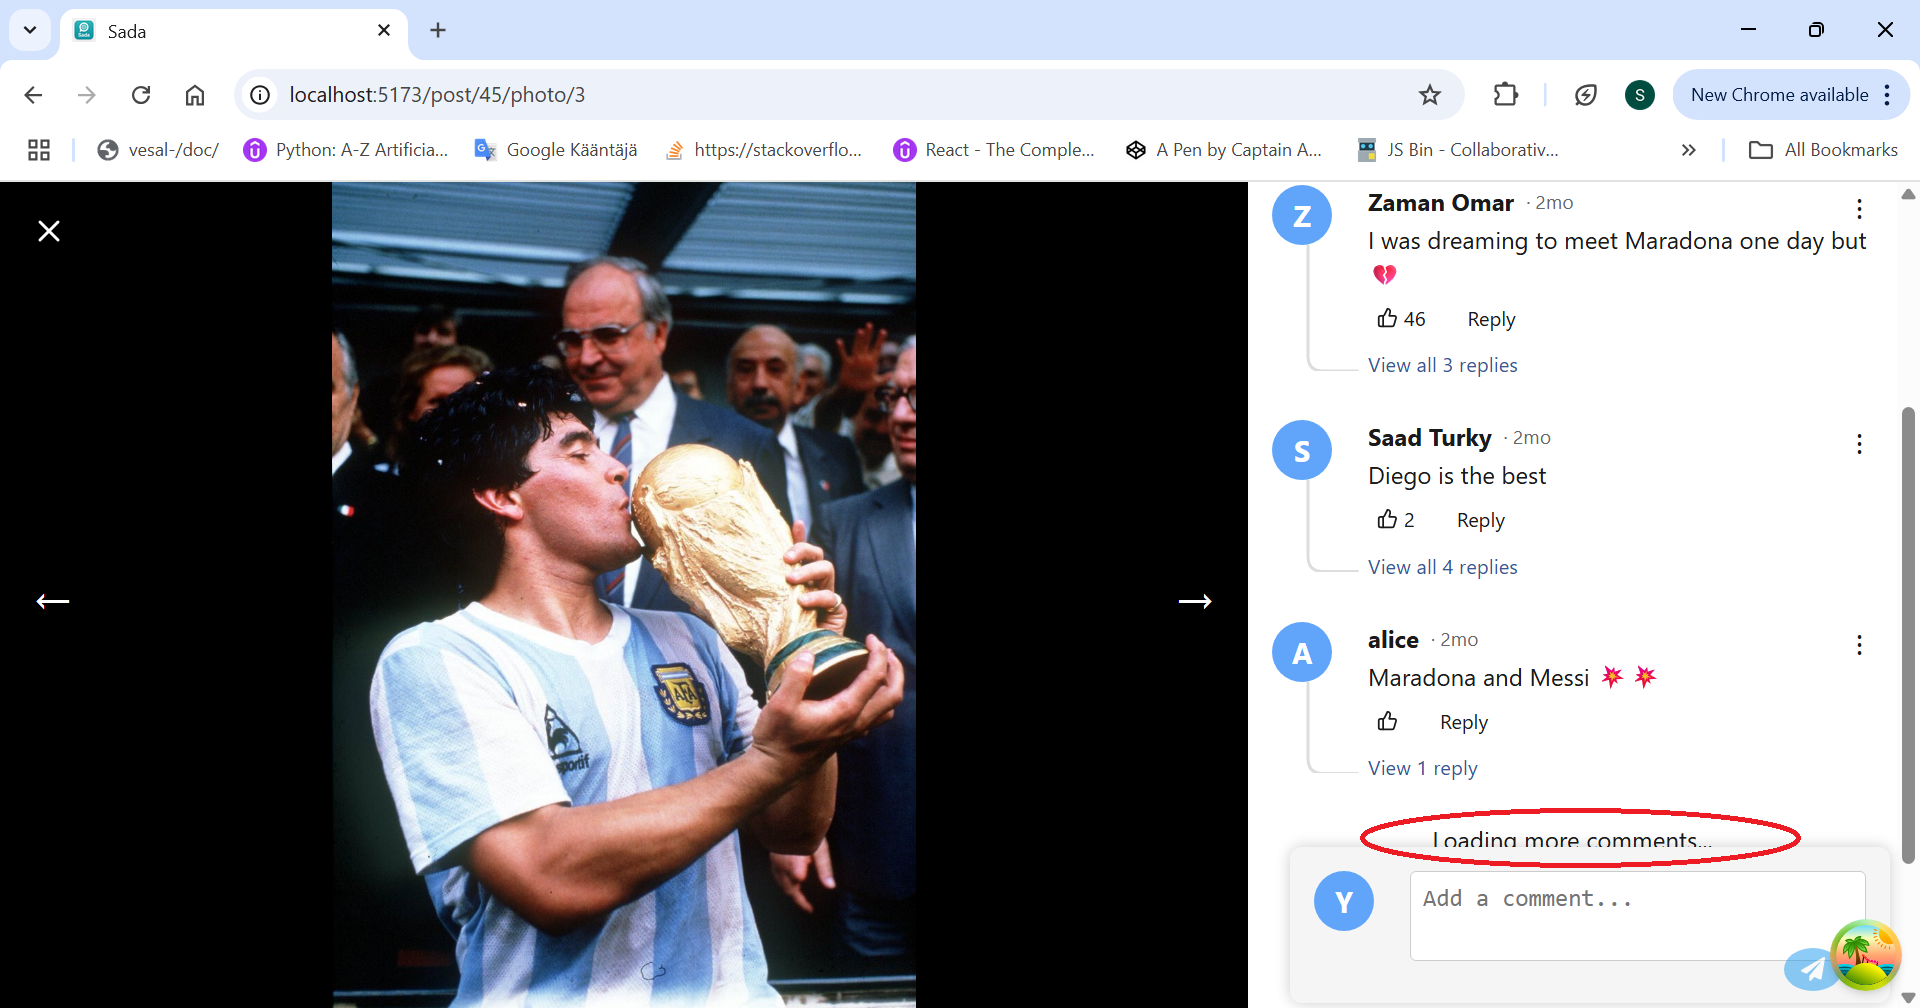 Sada
localhost:5173/post/45/photo/3
S
New Chrome available
vesal-/doc/
Python: A-Z Artificia...
Google Kääntäjä
https://stackoverflo...
React - The Comple...
A Pen by Captain A...
JS Bin - Collaborativ...
All Bookmarks
Z
Zaman Omar · 2mo
I was dreaming to meet Maradona one day but
💔
46 Reply
View all 3 replies
S
Saad Turky · 2mo
Diego is the best
2 Reply
View all 4 replies
A
alice · 2mo
Maradona and Messi 💥 💥
Reply
View 1 reply
Loading more comments...
Y
Add a comment...
AFA
sportif